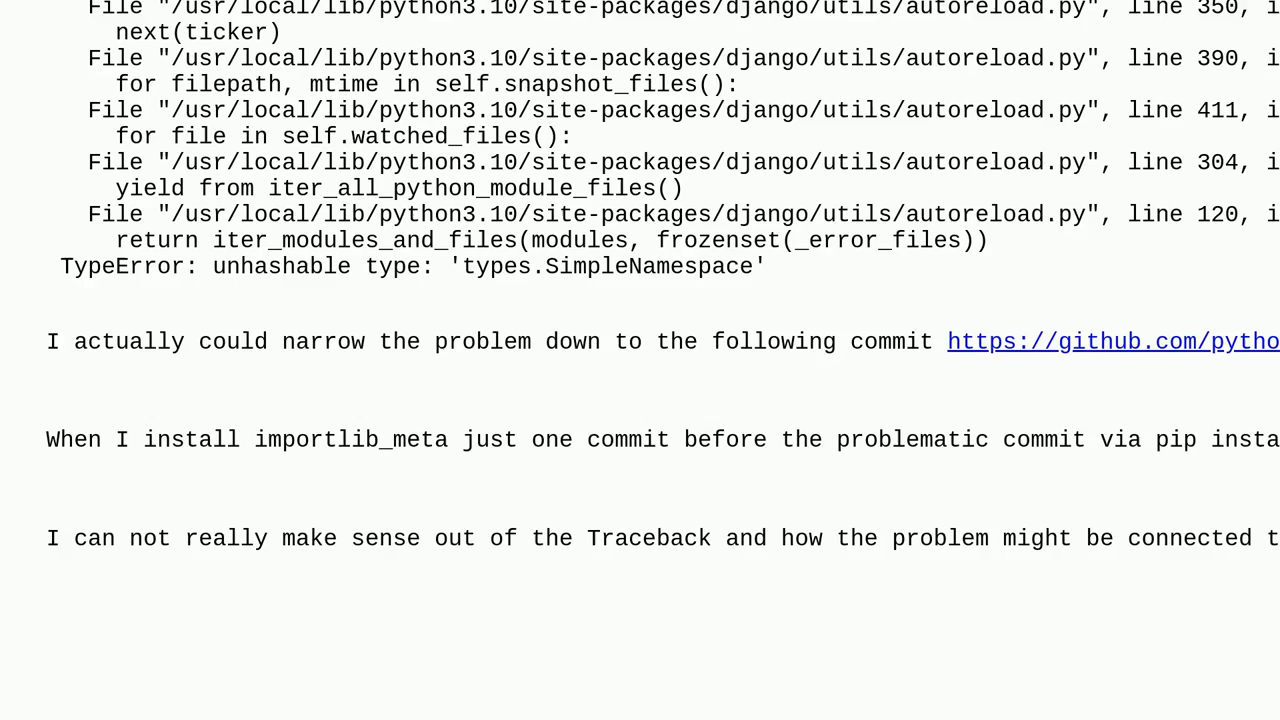 File "/usr/local/lib/python3.10/site-packages/django/utils/autoreload.py", line 350, i
next(ticker)
File "/usr/local/lib/python3.10/site-packages/django/utils/autoreload.py", line 390, i
for filepath, mtime in self.snapshot_files():
File "/usr/local/lib/python3.10/site-packages/django/utils/autoreload.py", line 411, i
for file in self.watched_files():
File "/usr/local/lib/python3.10/site-packages/django/utils/autoreload.py", line 304, i
yield from iter_all_python_module_files()
File "/usr/local/lib/python3.10/site-packages/django/utils/autoreload.py", line 120, i
return iter_modules_and_files(modules, frozenset(_error_files))
TypeError: unhashable type: 'types.SimpleNamespace'
I actually could narrow the problem down to the following commit https://github.com/pytho
When I install importlib_meta just one commit before the problematic commit via pip insta
I can not really make sense out of the Traceback and how the problem might be connected t